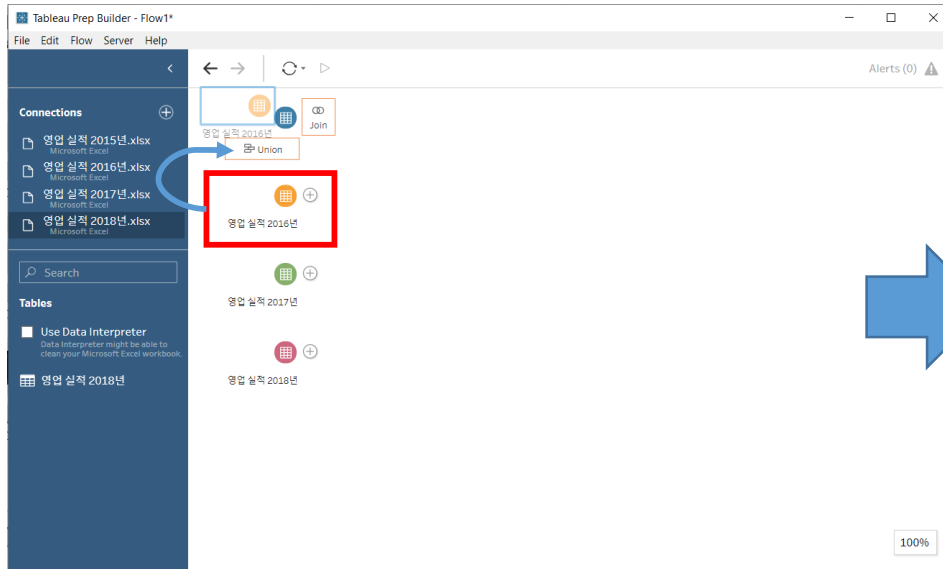 Tableau Prep Builder - Flow1*
File Edit Flow Server Help
Alerts (0)
Connections
영업 실적 2015년.xlsx
Microsoft Excel
영업 실적 2016년.xlsx
Microsoft Excel
영업 실적 2017년.xlsx
Microsoft Excel
영업 실적 2018년.xlsx
Microsoft Excel
Search
Tables
Use Data Interpreter
Data Interpreter might be able to
clean your Microsoft Excel workbook.
영업 실적 2018년
Join
영업 실적 2016년
Union
영업 실적 2016년
영업 실적 2017년
영업 실적 2018년
100%